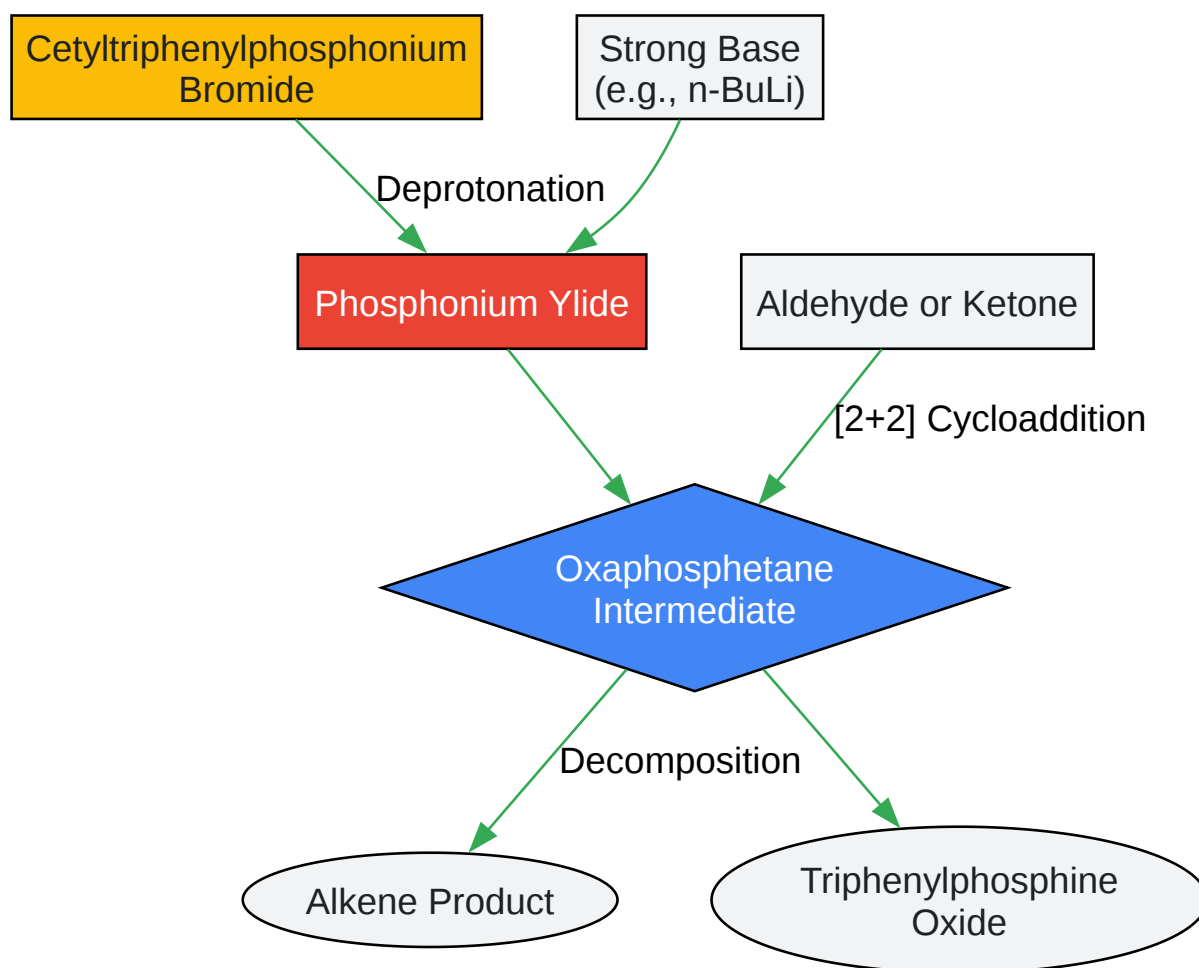 Cetyltriphenylphosphonium
Bromide
Strong Base
(e.g., n-BuLi)
Deprotonation
Phosphonium Ylide
Aldehyde or Ketone
[2+2] Cycloaddition
Oxaphosphetane
Intermediate
Decomposition
Alkene Product
Triphenylphosphine
Oxide